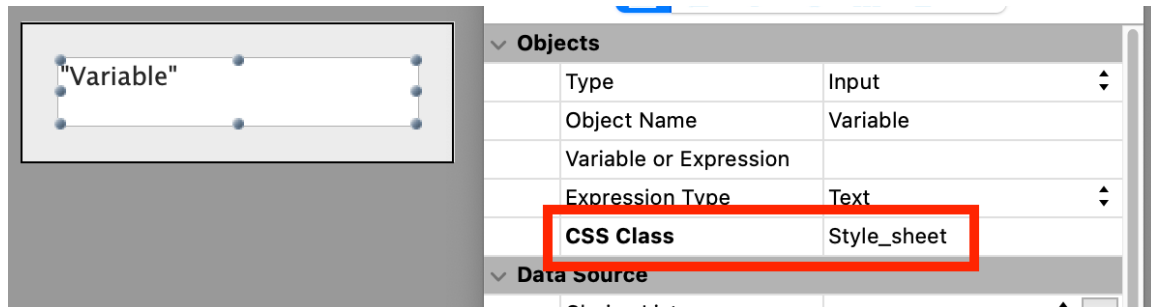 "Variable"
Objects
Type Input
Object Name Variable
Variable or Expression
Expression Type Text
CSS Class Style_sheet
Data Source